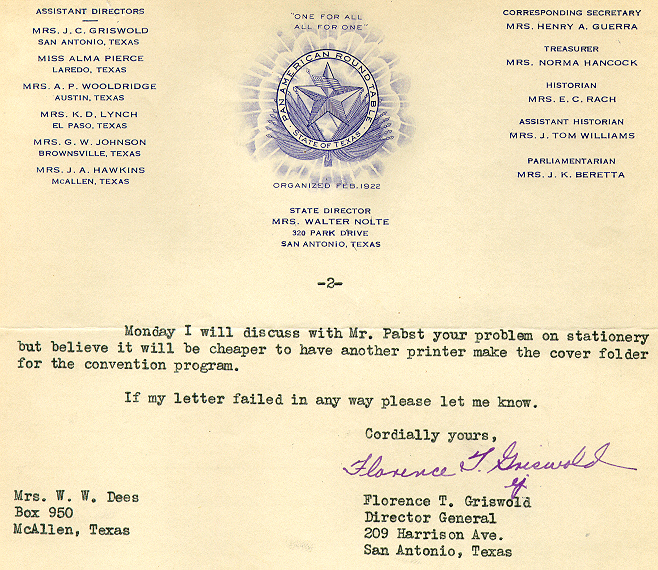 ASSISTANT DIRECTORS
MRS. J. C. GRISWOLD
SAN ANTONIO, TEXAS
MISS ALMA PIERCE
LAREDO, TEXAS
MRS. A. P. WOOLDRIDGE
AUSTIN, TEXAS
MRS. K. D. LYNCH
EL PASO, TEXAS
MRS. G. W. JOHNSON
BROWNSVILLE, TEXAS
MRS. J. A. HAWKINS
MCALLEN, TEXAS
"ONE FOR ALL
ALL FOR ONE"
PAN AMERICAN ROUND TABLE
STATE OF TEXAS
ORGANIZED FEB. 1922
STATE DIRECTOR
MRS. WALTER NOLTE
320 PARK DRIVE
SAN ANTONIO, TEXAS
CORRESPONDING SECRETARY
MRS. HENRY A. GUERRA
TREASURER
MRS. NORMA HANCOCK
HISTORIAN
MRS. E. C. RACH
ASSISTANT HISTORIAN
MRS. J. TOM WILLIAMS
PARLIAMENTARIAN
MRS. J. K. BERETTA
-2-
Monday I will discuss with Mr. Pabst your problem on stationery
but believe it will be cheaper to have another printer make the cover folder
for the convention program.
If my letter failed in any way please let me know.
Cordially yours,
Florence T. Griswold
Florence T. Griswold
Director General
209 Harrison Ave.
San Antonio, Texas
Mrs. W. W. Dees
Box 950
McAllen, Texas